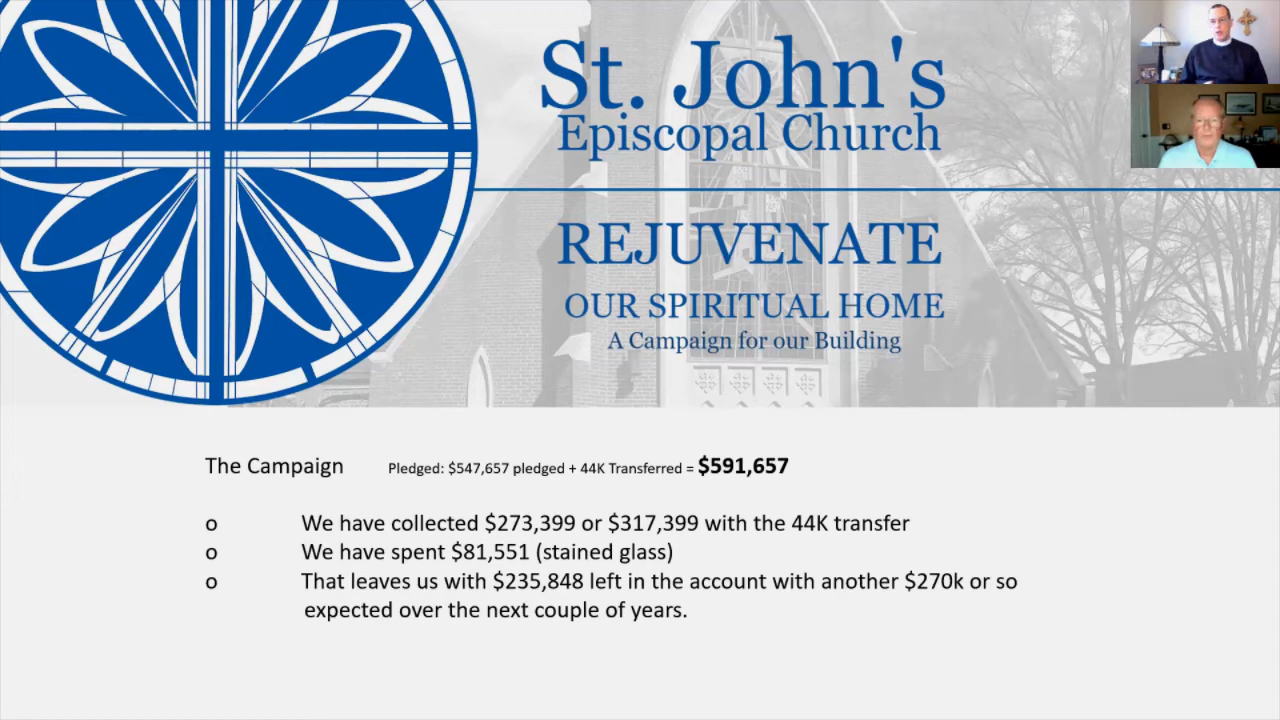 St. John's
Episcopal Church
REJUVENATE
OUR SPIRITUAL HOME
A Campaign for our Building
The Campaign Pledged: $547,657 pledged + 44K Transferred = $591,657
o We have collected $273,399 or $317,399 with the 44K transfer
o We have spent $81,551 (stained glass)
o That leaves us with $235,848 left in the account with another $270k or so
expected over the next couple of years.